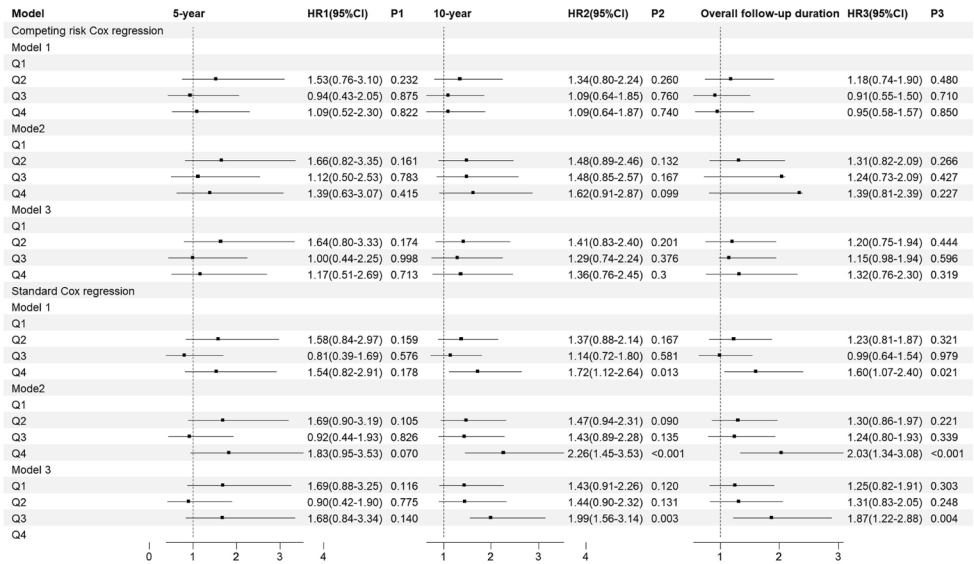 Model 5-year HR1(95%CI) P1 10-year HR2(95%CI) P2 Overall follow-up duration HR3(95%CI) P3
Competing risk Cox regression
Model 1
Q1
Q2 1.53(0.76-3.10) 0.232 1.34(0.80-2.24) 0.260 1.18(0.74-1.90) 0.480
Q3 0.94(0.43-2.05) 0.875 1.09(0.64-1.85) 0.760 0.91(0.55-1.50) 0.710
Q4 1.09(0.52-2.30) 0.822 1.09(0.64-1.87) 0.740 0.95(0.58-1.57) 0.850
Mode2
Q1
Q2 1.66(0.82-3.35) 0.161 1.48(0.89-2.46) 0.132 1.31(0.82-2.09) 0.266
Q3 1.12(0.50-2.53) 0.783 1.48(0.85-2.57) 0.167 1.24(0.73-2.09) 0.427
Q4 1.39(0.63-3.07) 0.415 1.62(0.91-2.87) 0.099 1.39(0.81-2.39) 0.227
Model 3
Q1
Q2 1.64(0.80-3.33) 0.174 1.41(0.83-2.40) 0.201 1.20(0.75-1.94) 0.444
Q3 1.00(0.44-2.25) 0.998 1.29(0.74-2.24) 0.376 1.15(0.98-1.94) 0.596
Q4 1.17(0.51-2.69) 0.713 1.36(0.76-2.45) 0.3 1.32(0.76-2.30) 0.319
Standard Cox regression
Model 1
Q1
Q2 1.58(0.84-2.97) 0.159 1.37(0.88-2.14) 0.167 1.23(0.81-1.87) 0.321
Q3 0.81(0.39-1.69) 0.576 1.14(0.72-1.80) 0.581 0.99(0.64-1.54) 0.979
Q4 1.54(0.82-2.91) 0.178 1.72(1.12-2.64) 0.013 1.60(1.07-2.40) 0.021
Mode2
Q1
Q2 1.69(0.90-3.19) 0.105 1.47(0.94-2.31) 0.090 1.30(0.86-1.97) 0.221
Q3 0.92(0.44-1.93) 0.826 1.43(0.89-2.28) 0.135 1.24(0.80-1.93) 0.339
Q4 1.83(0.95-3.53) 0.070 2.26(1.45-3.53) <0.001 2.03(1.34-3.08) <0.001
Model 3
Q1 1.69(0.88-3.25) 0.116 1.43(0.91-2.26) 0.120 1.25(0.82-1.91) 0.303
Q2 0.90(0.42-1.90) 0.775 1.44(0.90-2.32) 0.131 1.31(0.83-2.05) 0.248
Q3 1.68(0.84-3.34) 0.140 1.99(1.56-3.14) 0.003 1.87(1.22-2.88) 0.004
Q4
0 1 2 3 4 1 2 3 4 1 2 3